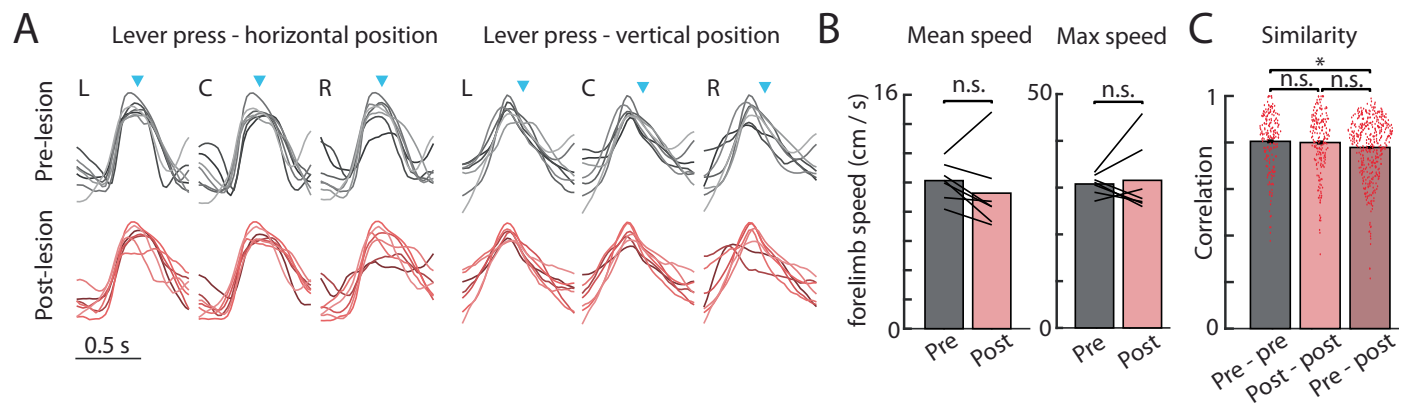 A
Lever press - horizontal position
Lever press - vertical position
L
C
R
L
C
R
Pre-lesion
Post-lesion
0.5 s
B
Mean speed
Max speed
n.s.
n.s.
forelimb speed (cm / s)
16
0
50
0
Pre
Post
Pre
Post
C
Similarity
*
n.s.
n.s.
Correlation
1
0
Pre - pre
Post - post
Pre - post